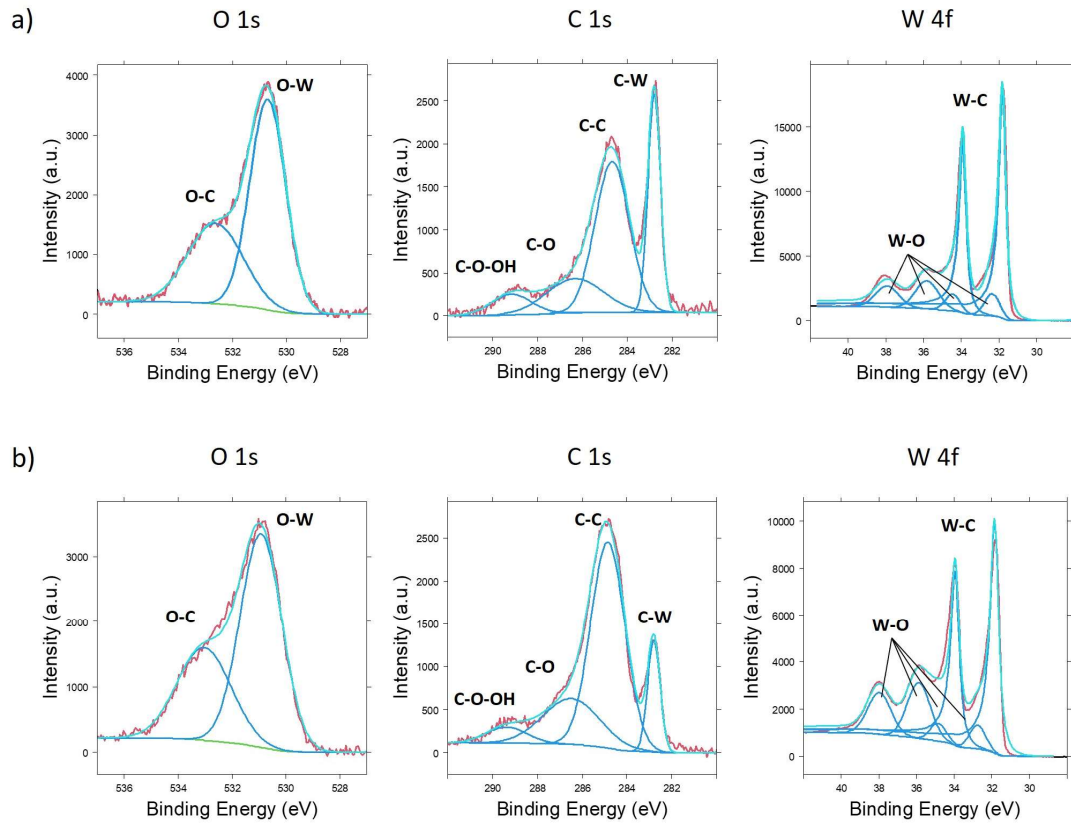 a)
O 1s
C 1s
W 4f
O-W
O-C
4000
3000
2000
1000
0
536
534
532
530
528
Intensity (a.u.)
Binding Energy (eV)
C-W
C-C
C-O
C-O-OH
2500
2000
1500
1000
500
0
290
288
286
284
282
Intensity (a.u.)
Binding Energy (eV)
W-C
W-O
15000
10000
5000
0
40
38
36
34
32
30
Intensity (a.u.)
Binding Energy (eV)
b)
O 1s
C 1s
W 4f
O-W
O-C
3000
2000
1000
0
536
534
532
530
528
Intensity (a.u.)
Binding Energy (eV)
C-C
C-W
C-O
C-O-OH
2500
2000
1500
1000
500
0
290
288
286
284
282
Intensity (a.u.)
Binding Energy (eV)
W-C
W-O
10000
8000
6000
4000
2000
0
40
38
36
34
32
30
Intensity (a.u.)
Binding Energy (eV)